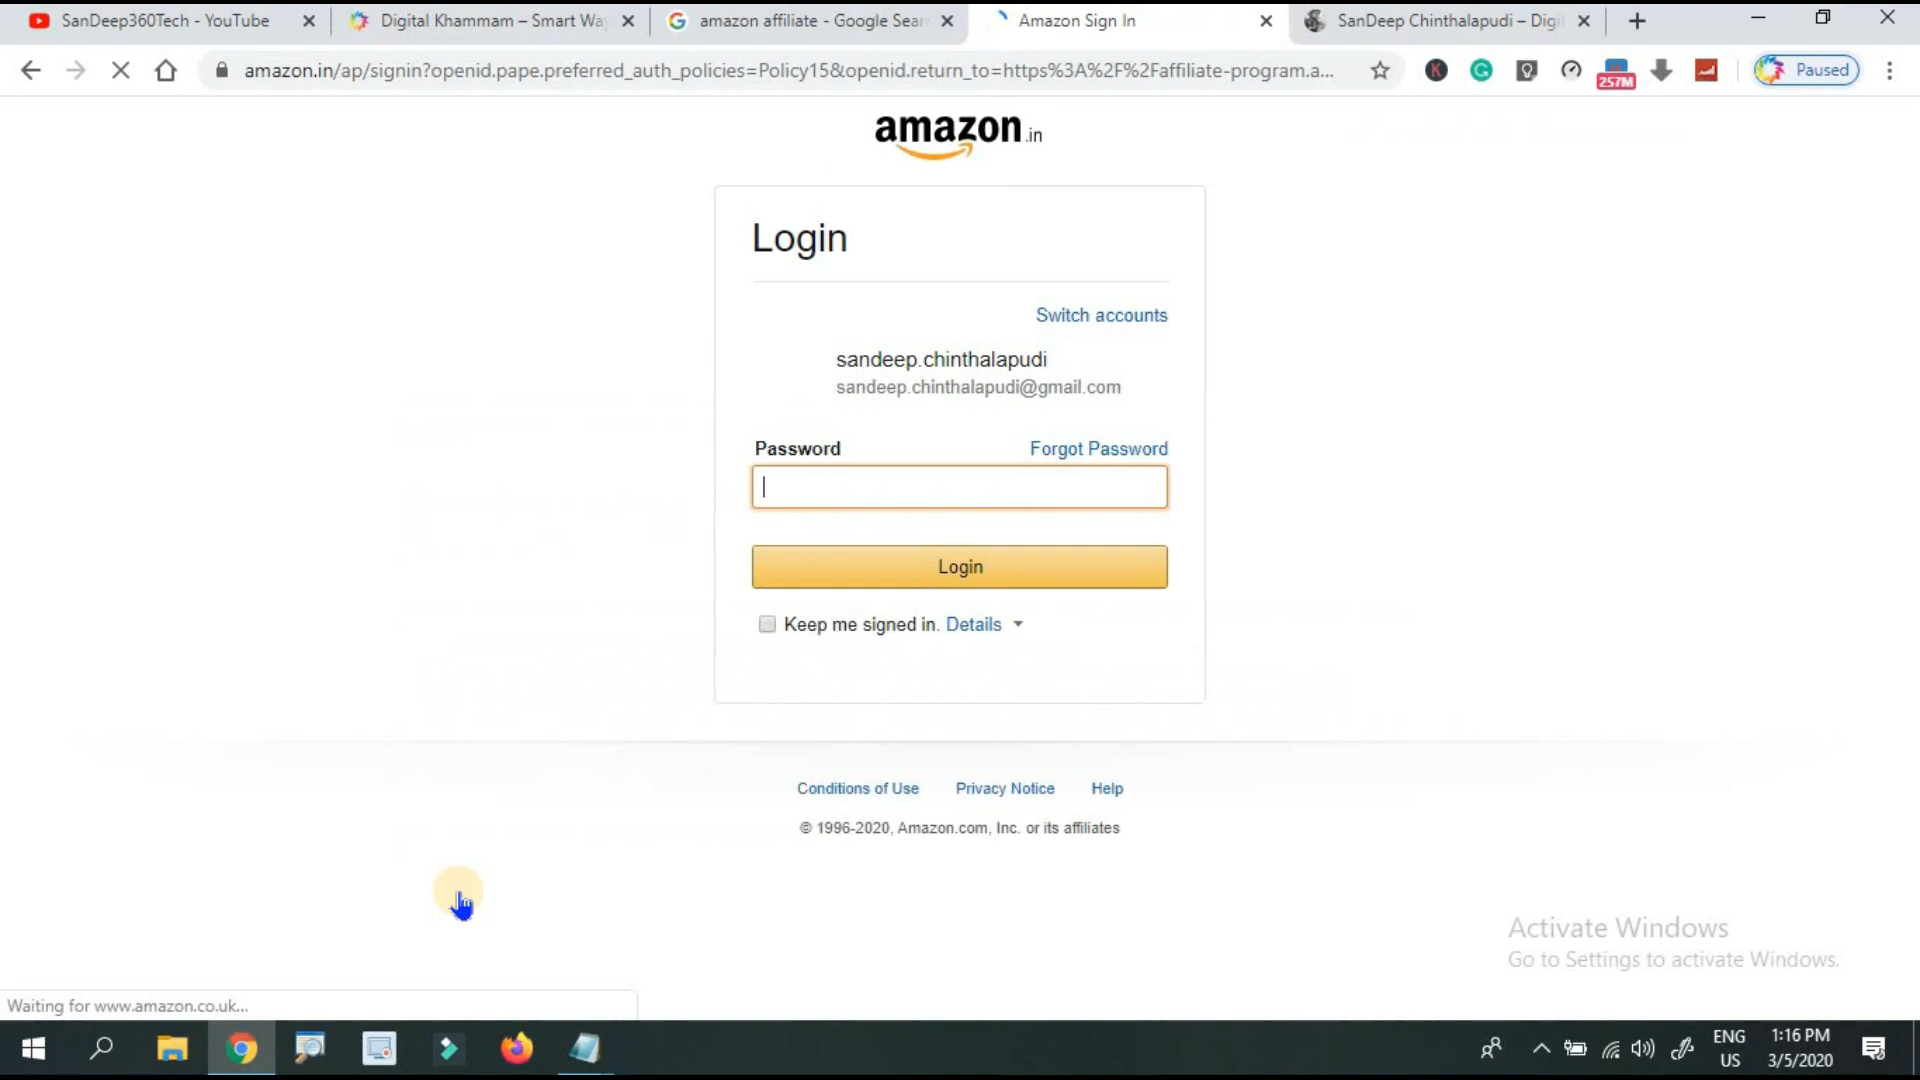 SanDeep360Tech - YouTube
Digital Khammam – Smart Wa
amazon affiliate - Google Sear
Amazon Sign In
SanDeep Chinthalapudi – Digi
amazon.in/ap/signin?openid.pape.preferred_auth_policies=Policy15&openid.return_to=https%3A%2F%2Faffiliate-program.a...
257M
Paused
amazon.in
Login
Switch accounts
sandeep.chinthalapudi
sandeep.chinthalapudi@gmail.com
Password
Forgot Password
Login
Keep me signed in. Details
Conditions of Use
Privacy Notice
Help
© 1996-2020, Amazon.com, Inc. or its affiliates
Activate Windows
Go to Settings to activate Windows.
Waiting for www.amazon.co.uk...
ENG
US
1:16 PM
3/5/2020